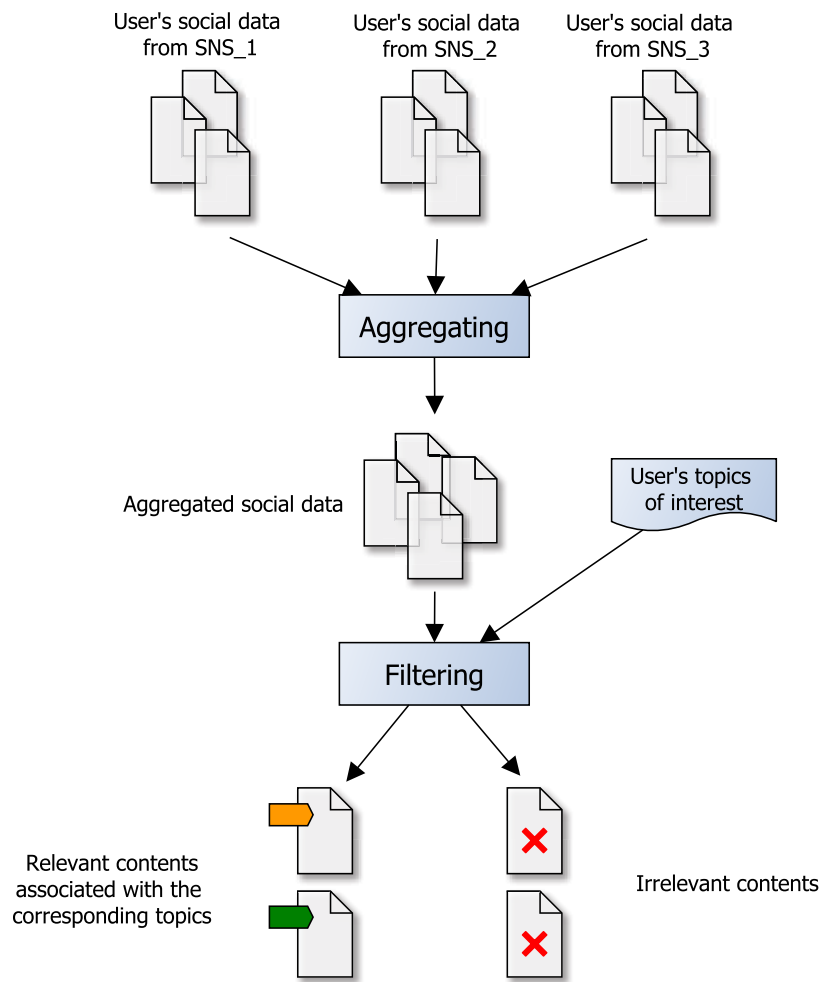 User's social data
from SNS_1
User's social data
from SNS_2
User's social data
from SNS_3
Aggregating
Aggregated social data
User's topics
of interest
Filtering
Relevant contents
associated with the
corresponding topics
Irrelevant contents